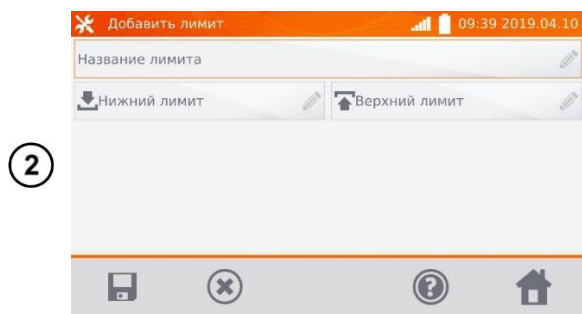 Добавить лимит 09:39 2019.04.10
Название лимита
Нижний лимит Верхний лимит
2